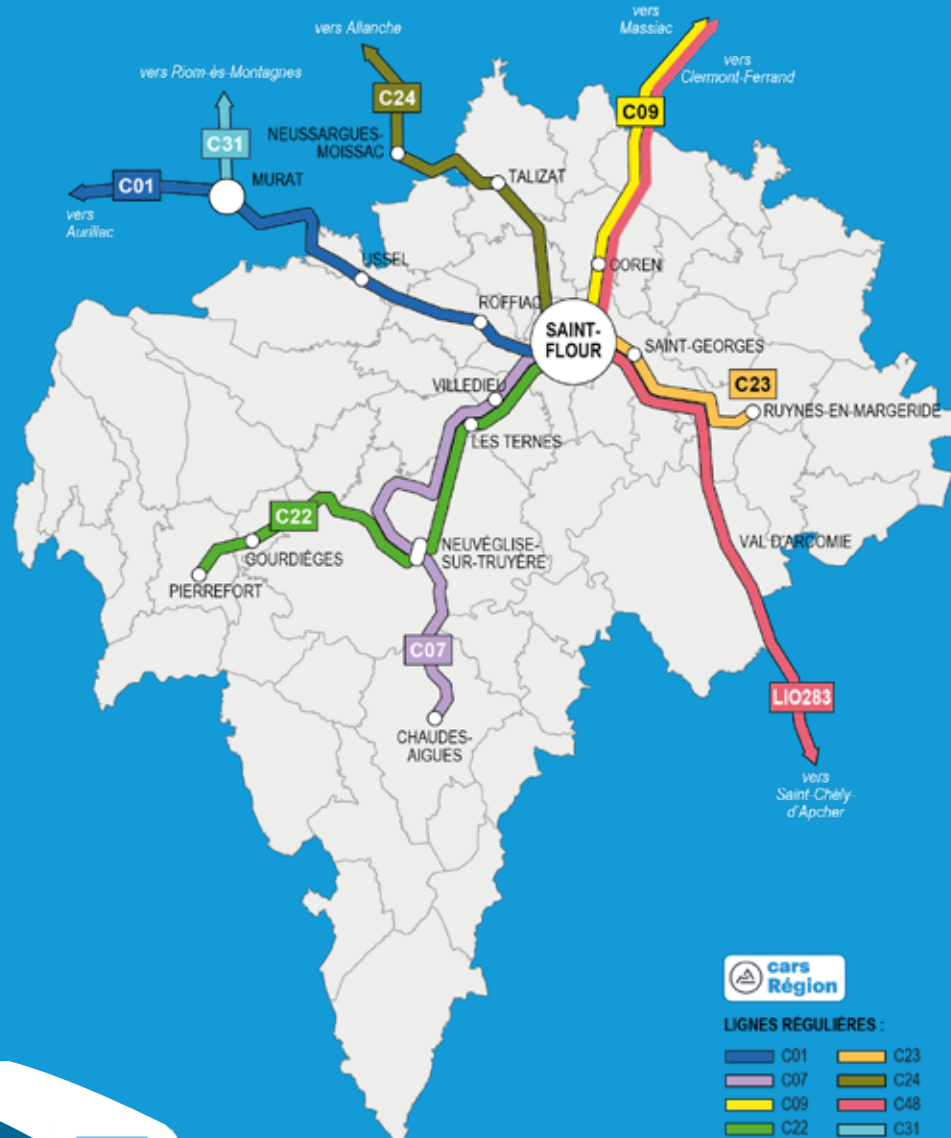 vers
Massiac
vers Allanche
vers
Clermont-Ferrand
vers Riom-ès-Montagnes
C24
C09
NEUSSARGUES-
MOISSAC
C31
TALIZAT
MURAT
C01
vers
Aurillac
COREN
USSEL
ROFFIAC
SAINT-
FLOUR
SAINT-GEORGES
VILLEDIEU
C23
RUYNES-EN-MARGERIDE
LES TERNES
C22
NEUVÉGLISE-
SUR-TRUYÈRE
VAL D'ARCOMIE
GOURDIÈGES
PIERREFORT
C07
LIO283
CHAUDES-
AIGUES
vers
Saint-Chély-
d'Apcher
cars
Région
LIGNES RÉGULIÈRES :
C01
C23
C07
C24
C09
C48
C22
C31